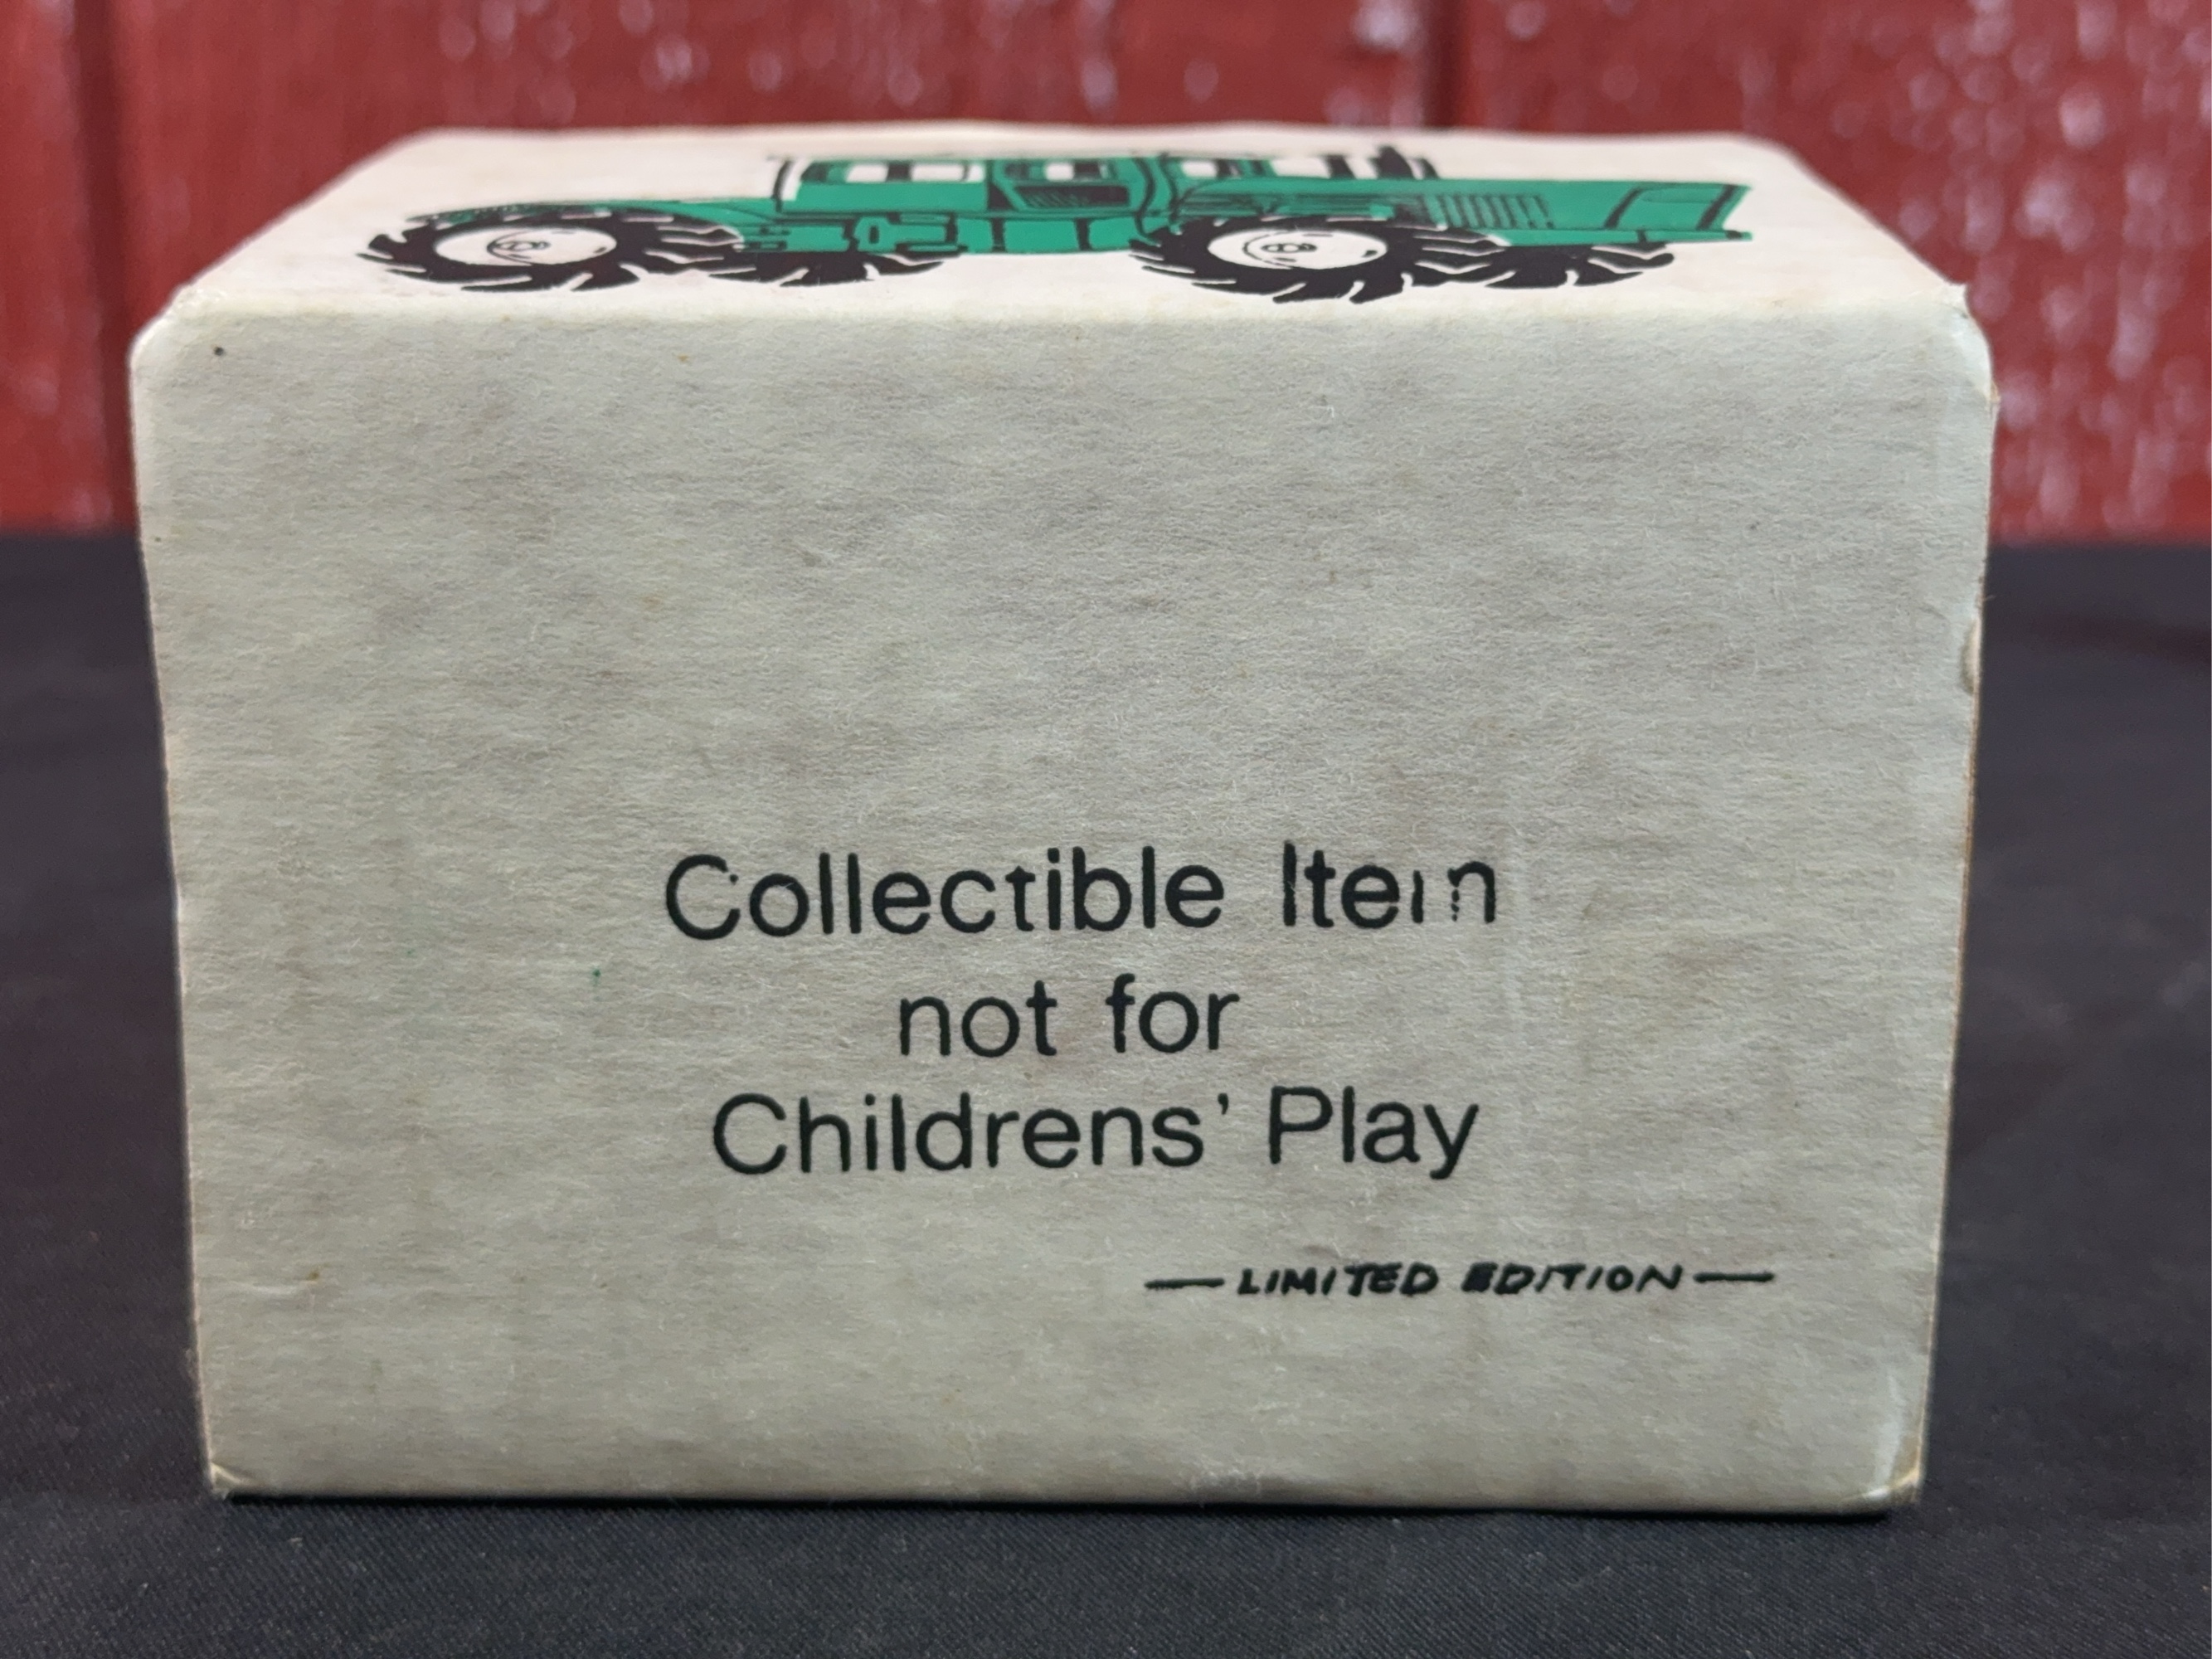 Collectible Item
not for
Childrens' Play
— LIMITED EDITION —